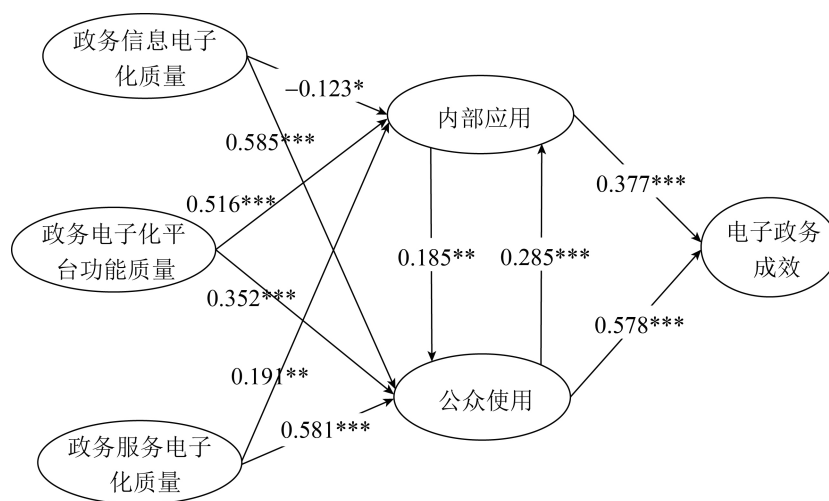 政务信息电子
化质量
−0.123*
内部应用
0.585***
0.377***
0.516***
政务电子化平
台功能质量
电子政务
成效
0.185**
0.285***
0.352***
0.578***
0.191**
公众使用
政务服务电子
化质量
0.581***